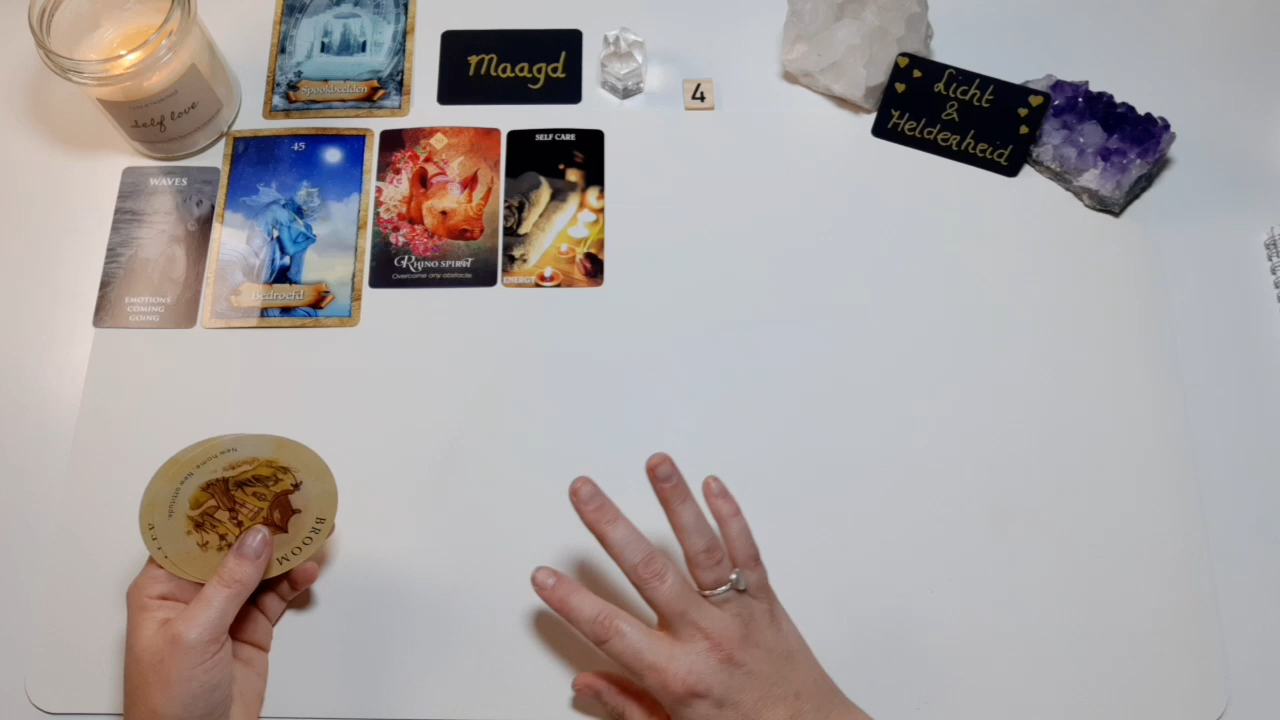 self love
Spookbeelden
Maagd
4
Licht
&
Helderheid
WAVES
EMOTIONS
COMING
GOING
45
Bedroefd
RHINO SPIRIT
Overcome any obstacle.
SELF CARE
ENERGY
New home. New attitude.
BROOM